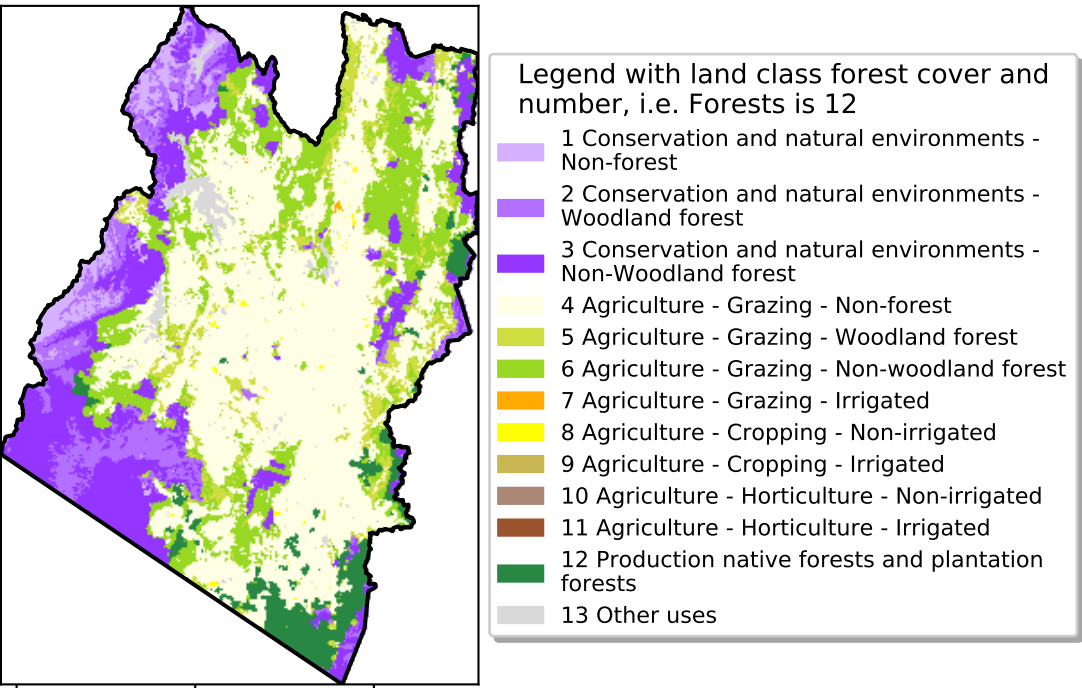 Legend with land class forest cover and
number, i.e. Forests is 12
1 Conservation and natural environments -
Non-forest
2 Conservation and natural environments -
Woodland forest
3 Conservation and natural environments -
Non-Woodland forest
4 Agriculture - Grazing - Non-forest
5 Agriculture - Grazing - Woodland forest
6 Agriculture - Grazing - Non-woodland forest
7 Agriculture - Grazing - Irrigated
8 Agriculture - Cropping - Non-irrigated
9 Agriculture - Cropping - Irrigated
10 Agriculture - Horticulture - Non-irrigated
11 Agriculture - Horticulture - Irrigated
12 Production native forests and plantation
forests
13 Other uses